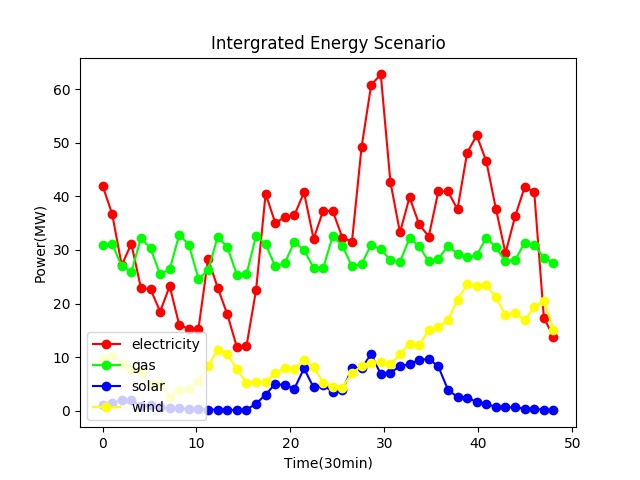 Intergrated Energy Scenario
Power(MW)
60
50
40
30
20
10
0
electricity
gas
solar
wind
0 10 20 30 40 50
Time(30min)